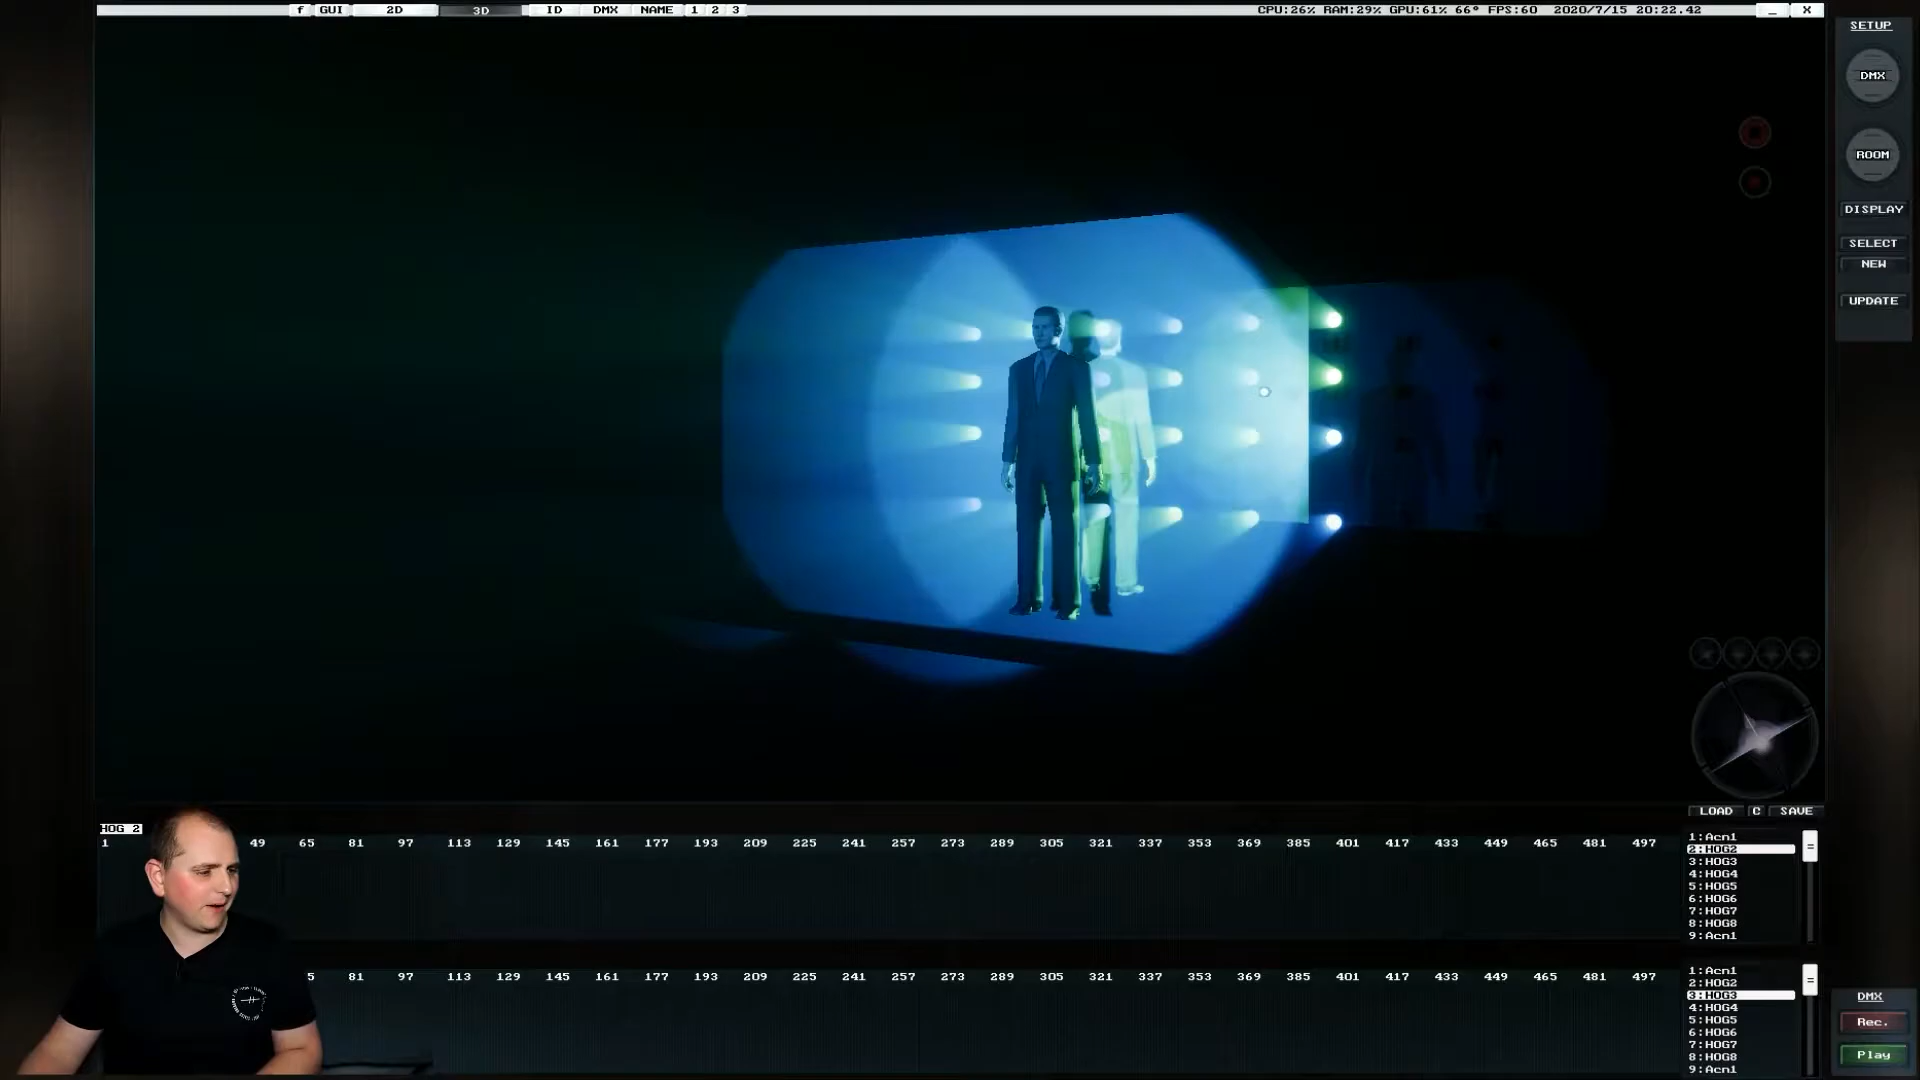 f GUI 2D 3D ID DMX NAME 1 2 3 CPU:26% RAM:29% GPU:61% 66° FPS:60 2020/7/15 20:22.42 _ X
SETUP
DMX
ROOM
DISPLAY
SELECT
NEW
UPDATE
LOAD C SAVE
HOG 2
1 49 65 81 97 113 129 145 161 177 193 209 225 241 257 273 289 305 321 337 353 369 385 401 417 433 449 465 481 497
1:Acn1
2:HOG2
3:HOG3
4:HOG4
5:HOG5
6:HOG6
7:HOG7
8:HOG8
9:Acn1
5 81 97 113 129 145 161 177 193 209 225 241 257 273 289 305 321 337 353 369 385 401 417 433 449 465 481 497
1:Acn1
2:HOG2
3:HOG3
4:HOG4
5:HOG5
6:HOG6
7:HOG7
8:HOG8
9:Acn1
DMX
Rec.
Play